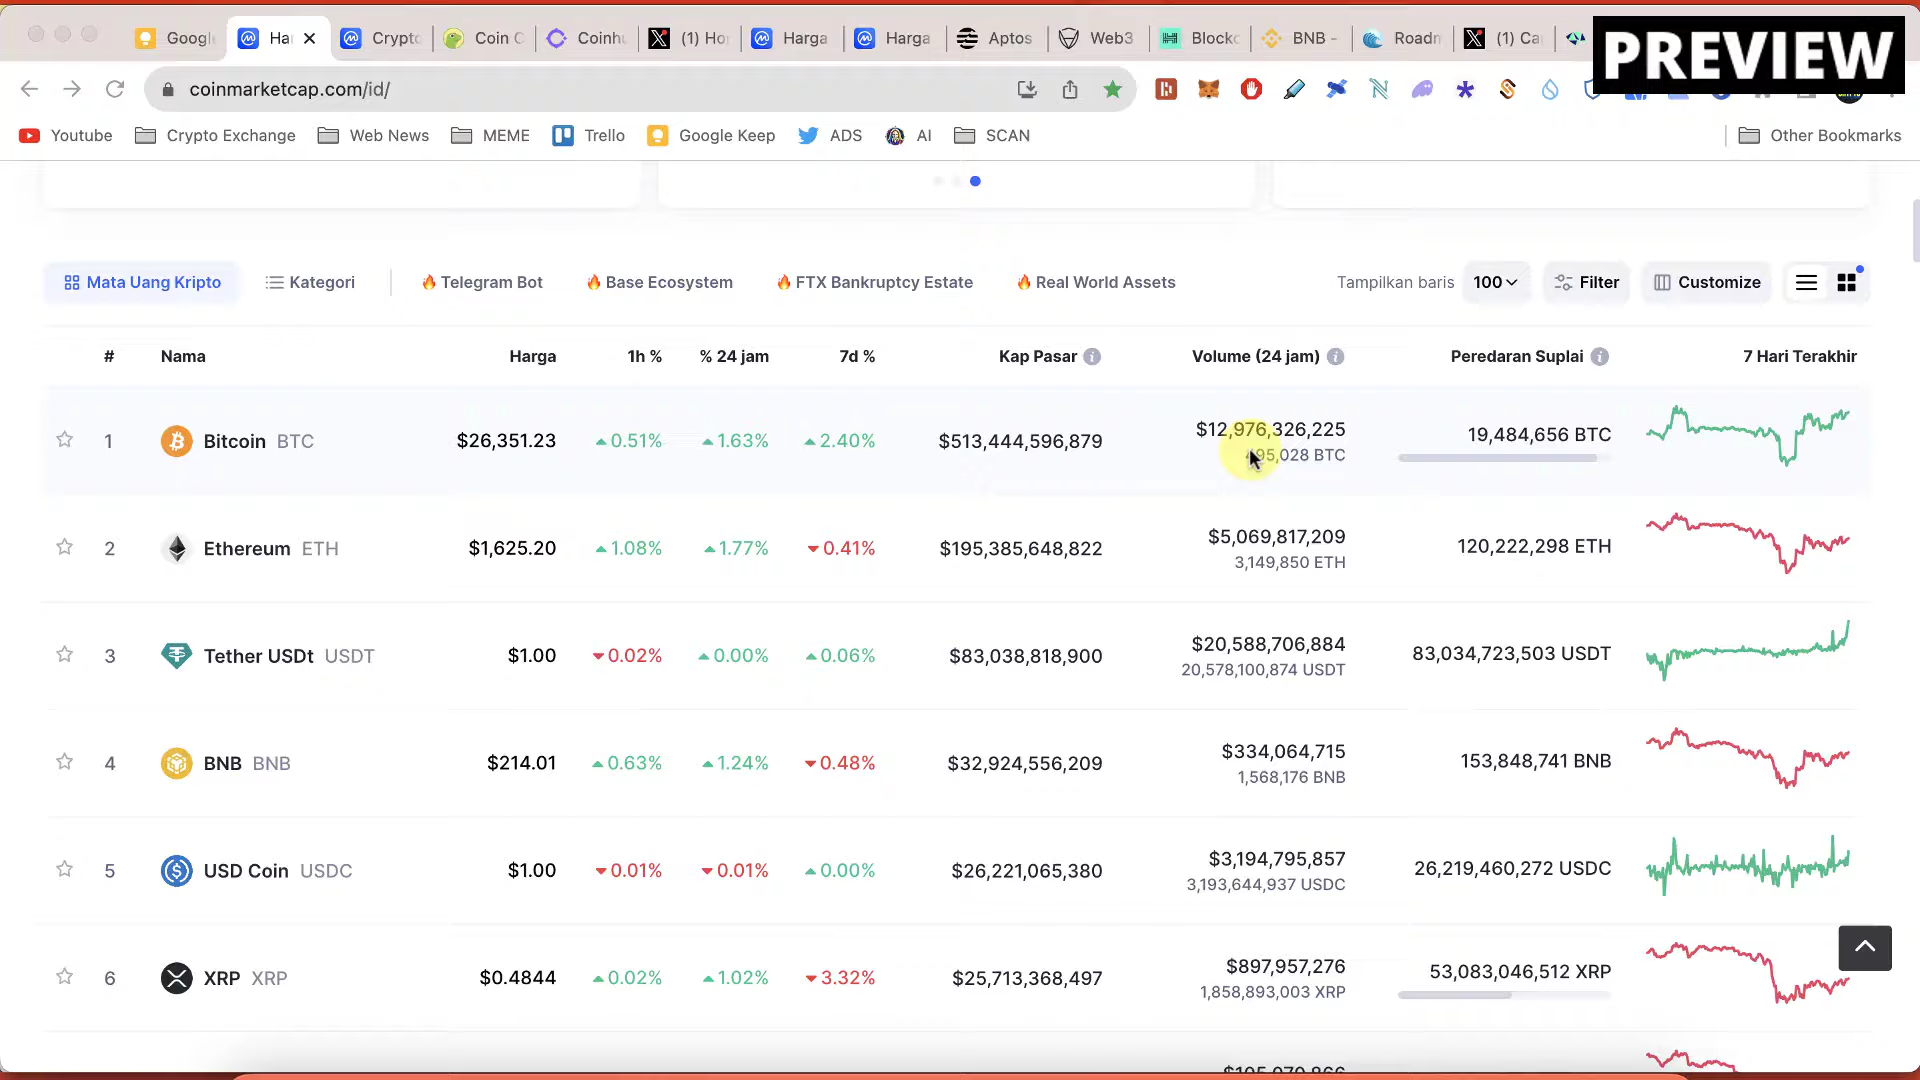 Googl
Ha
Crypto
Coin C
Coinhu
(1) Ho
Harga
Harga
Aptos
Web3
Blockc
BNB -
Roadm
(1) Ca
PREVIEW
coinmarketcap.com/id/
Youtube
Crypto Exchange
Web News
MEME
Trello
Google Keep
ADS
AI
SCAN
Other Bookmarks
Mata Uang Kripto
Kategori
Telegram Bot
Base Ecosystem
FTX Bankruptcy Estate
Real World Assets
Tampilkan baris
100
Filter
Customize
# Nama Harga 1h % % 24 jam 7d % Kap Pasar Volume (24 jam) Peredaran Suplai 7 Hari Terakhir
1 Bitcoin BTC $26,351.23 0.51% 1.63% 2.40% $513,444,596,879 $12,976,326,225 19,484,656 BTC
95,028 BTC
2 Ethereum ETH $1,625.20 1.08% 1.77% 0.41% $195,385,648,822 $5,069,817,209 120,222,298 ETH
3,149,850 ETH
3 Tether USDt USDT $1.00 0.02% 0.00% 0.06% $83,038,818,900 $20,588,706,884 83,034,723,503 USDT
20,578,100,874 USDT
4 BNB BNB $214.01 0.63% 1.24% 0.48% $32,924,556,209 $334,064,715 153,848,741 BNB
1,568,176 BNB
5 USD Coin USDC $1.00 0.01% 0.01% 0.00% $26,221,065,380 $3,194,795,857 26,219,460,272 USDC
3,193,644,937 USDC
6 XRP XRP $0.4844 0.02% 1.02% 3.32% $25,713,368,497 $897,957,276 53,083,046,512 XRP
1,858,893,003 XRP